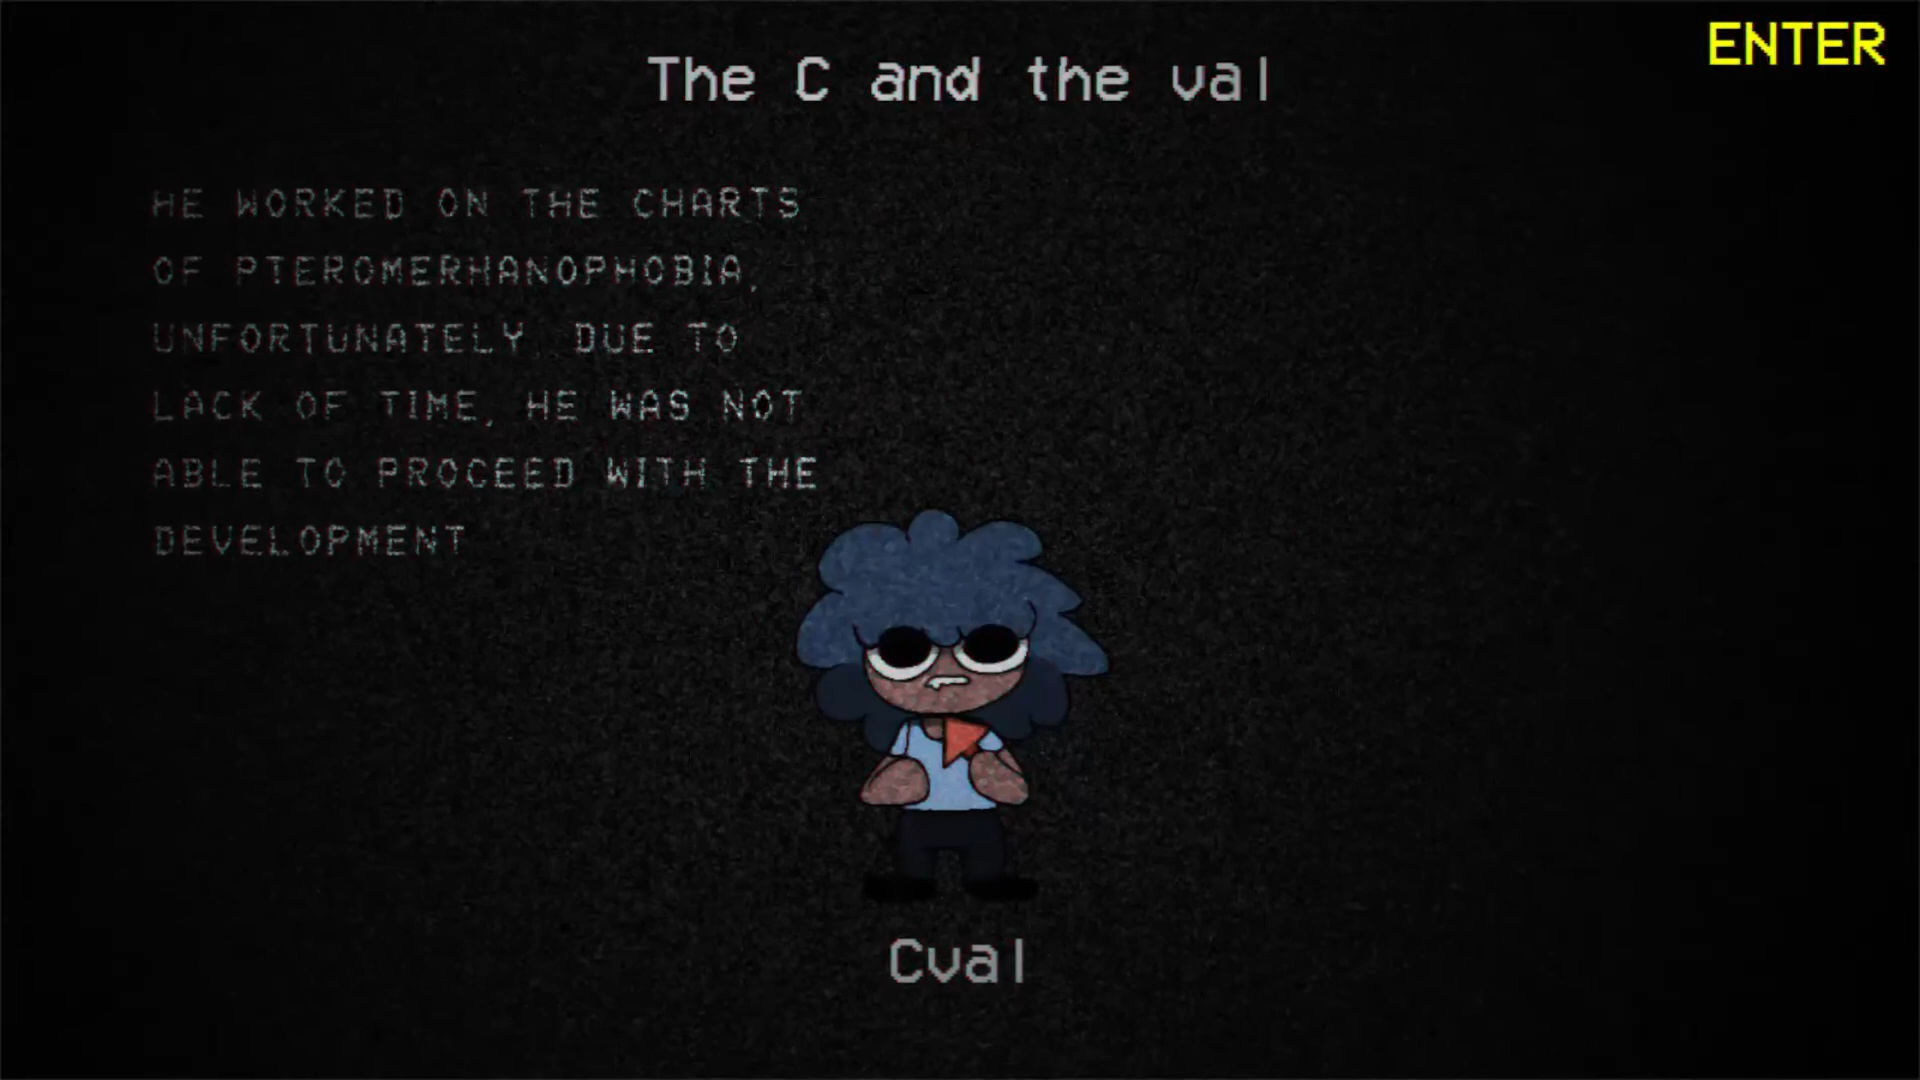 ENTER
The C and the val
HE WORKED ON THE CHARTS
OF PTEROMERHANOPHOBIA,
UNFORTUNATELY, DUE TO
LACK OF TIME, HE WAS NOT
ABLE TO PROCEED WITH THE
DEVELOPMENT
Cval